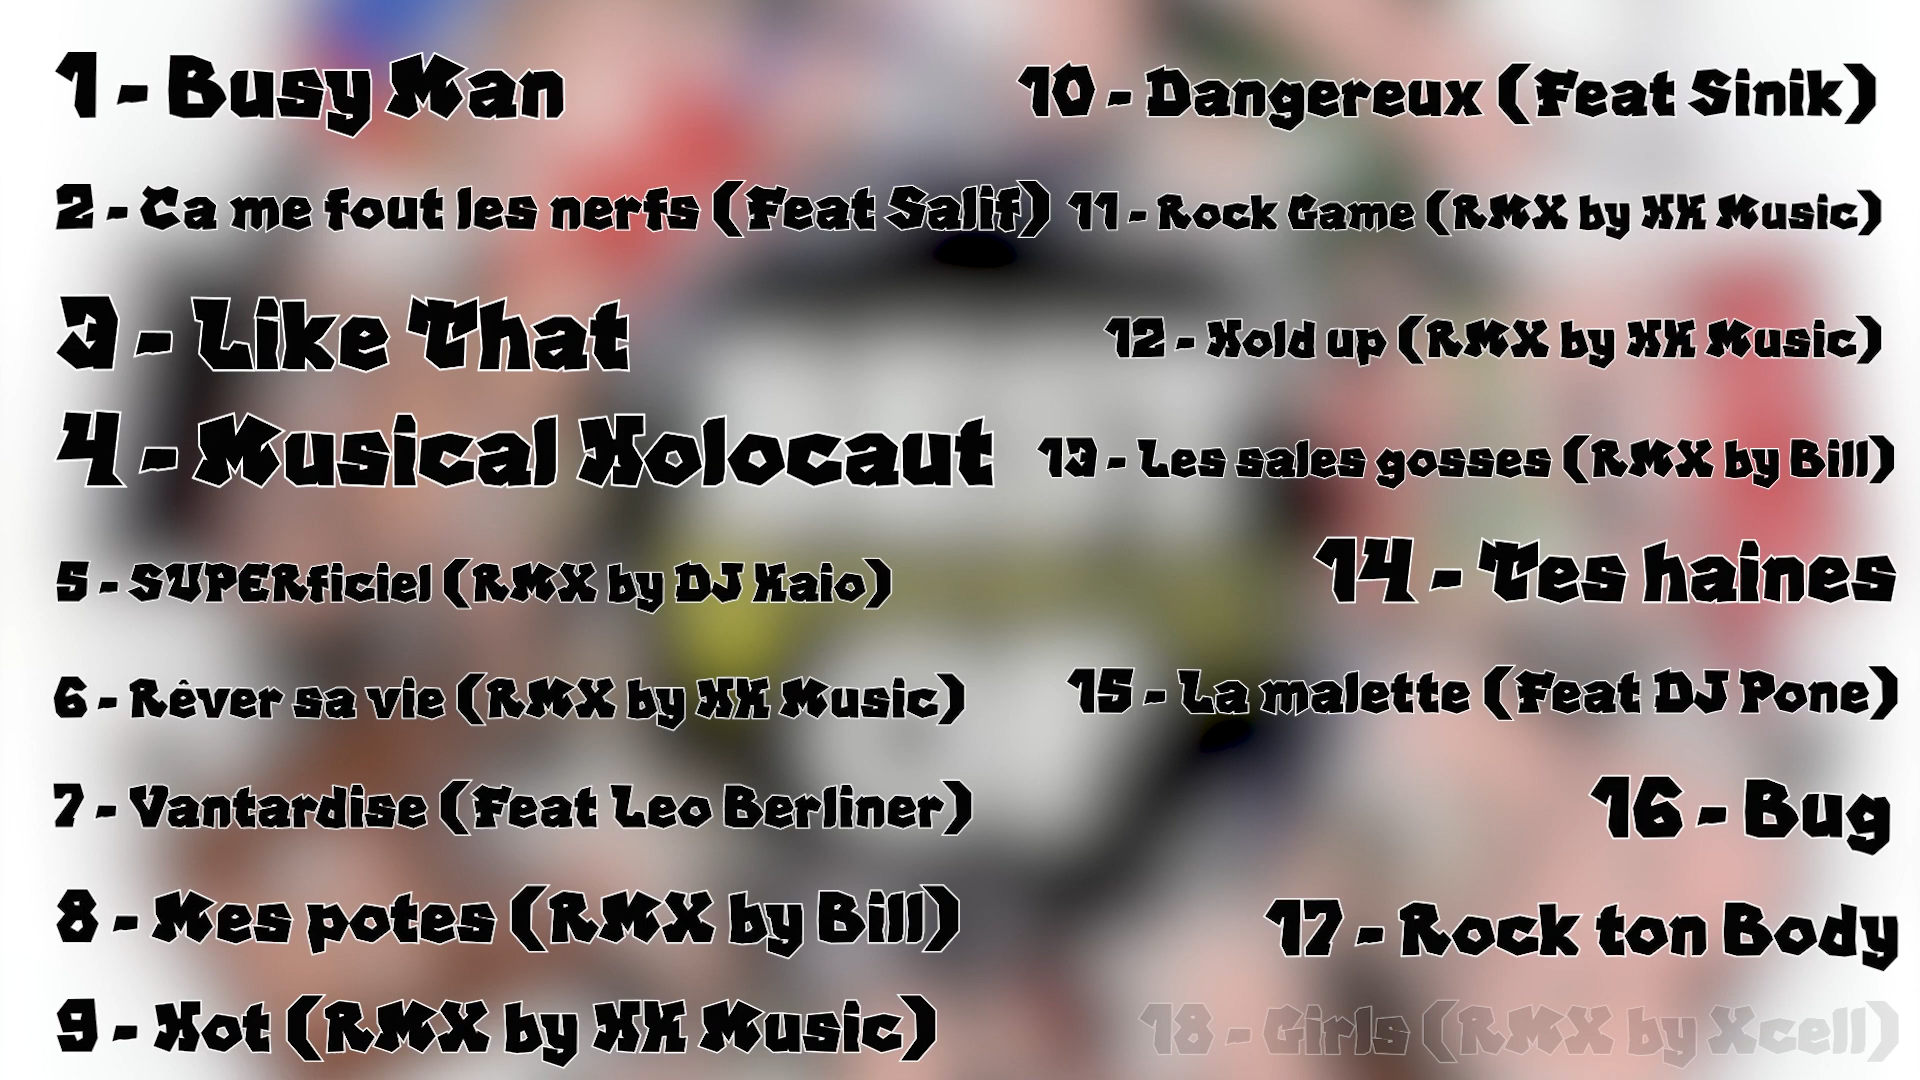 1 - Busy Man
2 - Ca me fout les nerfs (Feat Salif)
3 - Like That
4 - Musical Holocaut
5 - SUPERficiel (RMX by DJ Haio)
6 - Rêver sa vie (RMX by HH Music)
7 - Vantardise (Feat Leo Berliner)
8 - Mes potes (RMX by Bill)
9 - Hot (RMX by HH Music)
10 - Dangereux (Feat Sinik)
11 - Rock Game (RMX by HH Music)
12 - Hold up (RMX by HH Music)
13 - Les sales gosses (RMX by Bill)
14 - Tes haines
15 - La malette (Feat DJ Pone)
16 - Bug
17 - Rock ton Body
18 - Girls (RMX by Xcell)